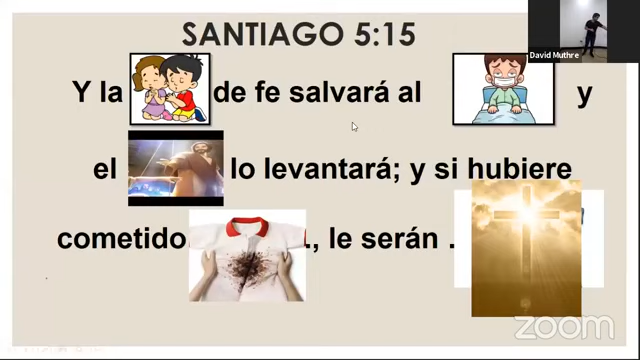 SANTIAGO 5:15
David Muthre
Y la de fe salvará al y
el lo levantará; y si hubiere
cometido ., le serán .
zoom